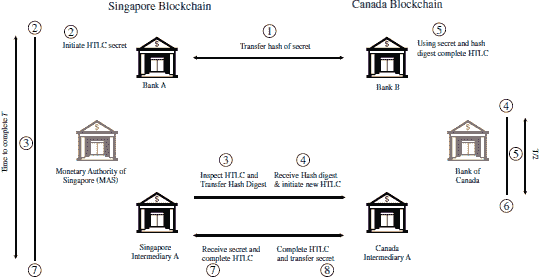 Singapore Blockchain
Canada Blockchain
2
2
Initiate HTLC secret
1
Transfer hash of secret
5
Using secret and hash
digest complete HTLC
$
Bank A
$
Bank B
Time to complete T
3
$
Monetary Authority of
Singapore (MAS)
3
Inspect HTLC and
Transfer Hash Digest
4
Receive Hash digest
& initiate new HTLC
$
Bank of
Canada
4
5
T/2
6
$
Singapore
Intermediary A
$
Canada
Intermediary A
Receive secret and
complete HTLC
7
Complete HTLC
and transfer secret
8
7